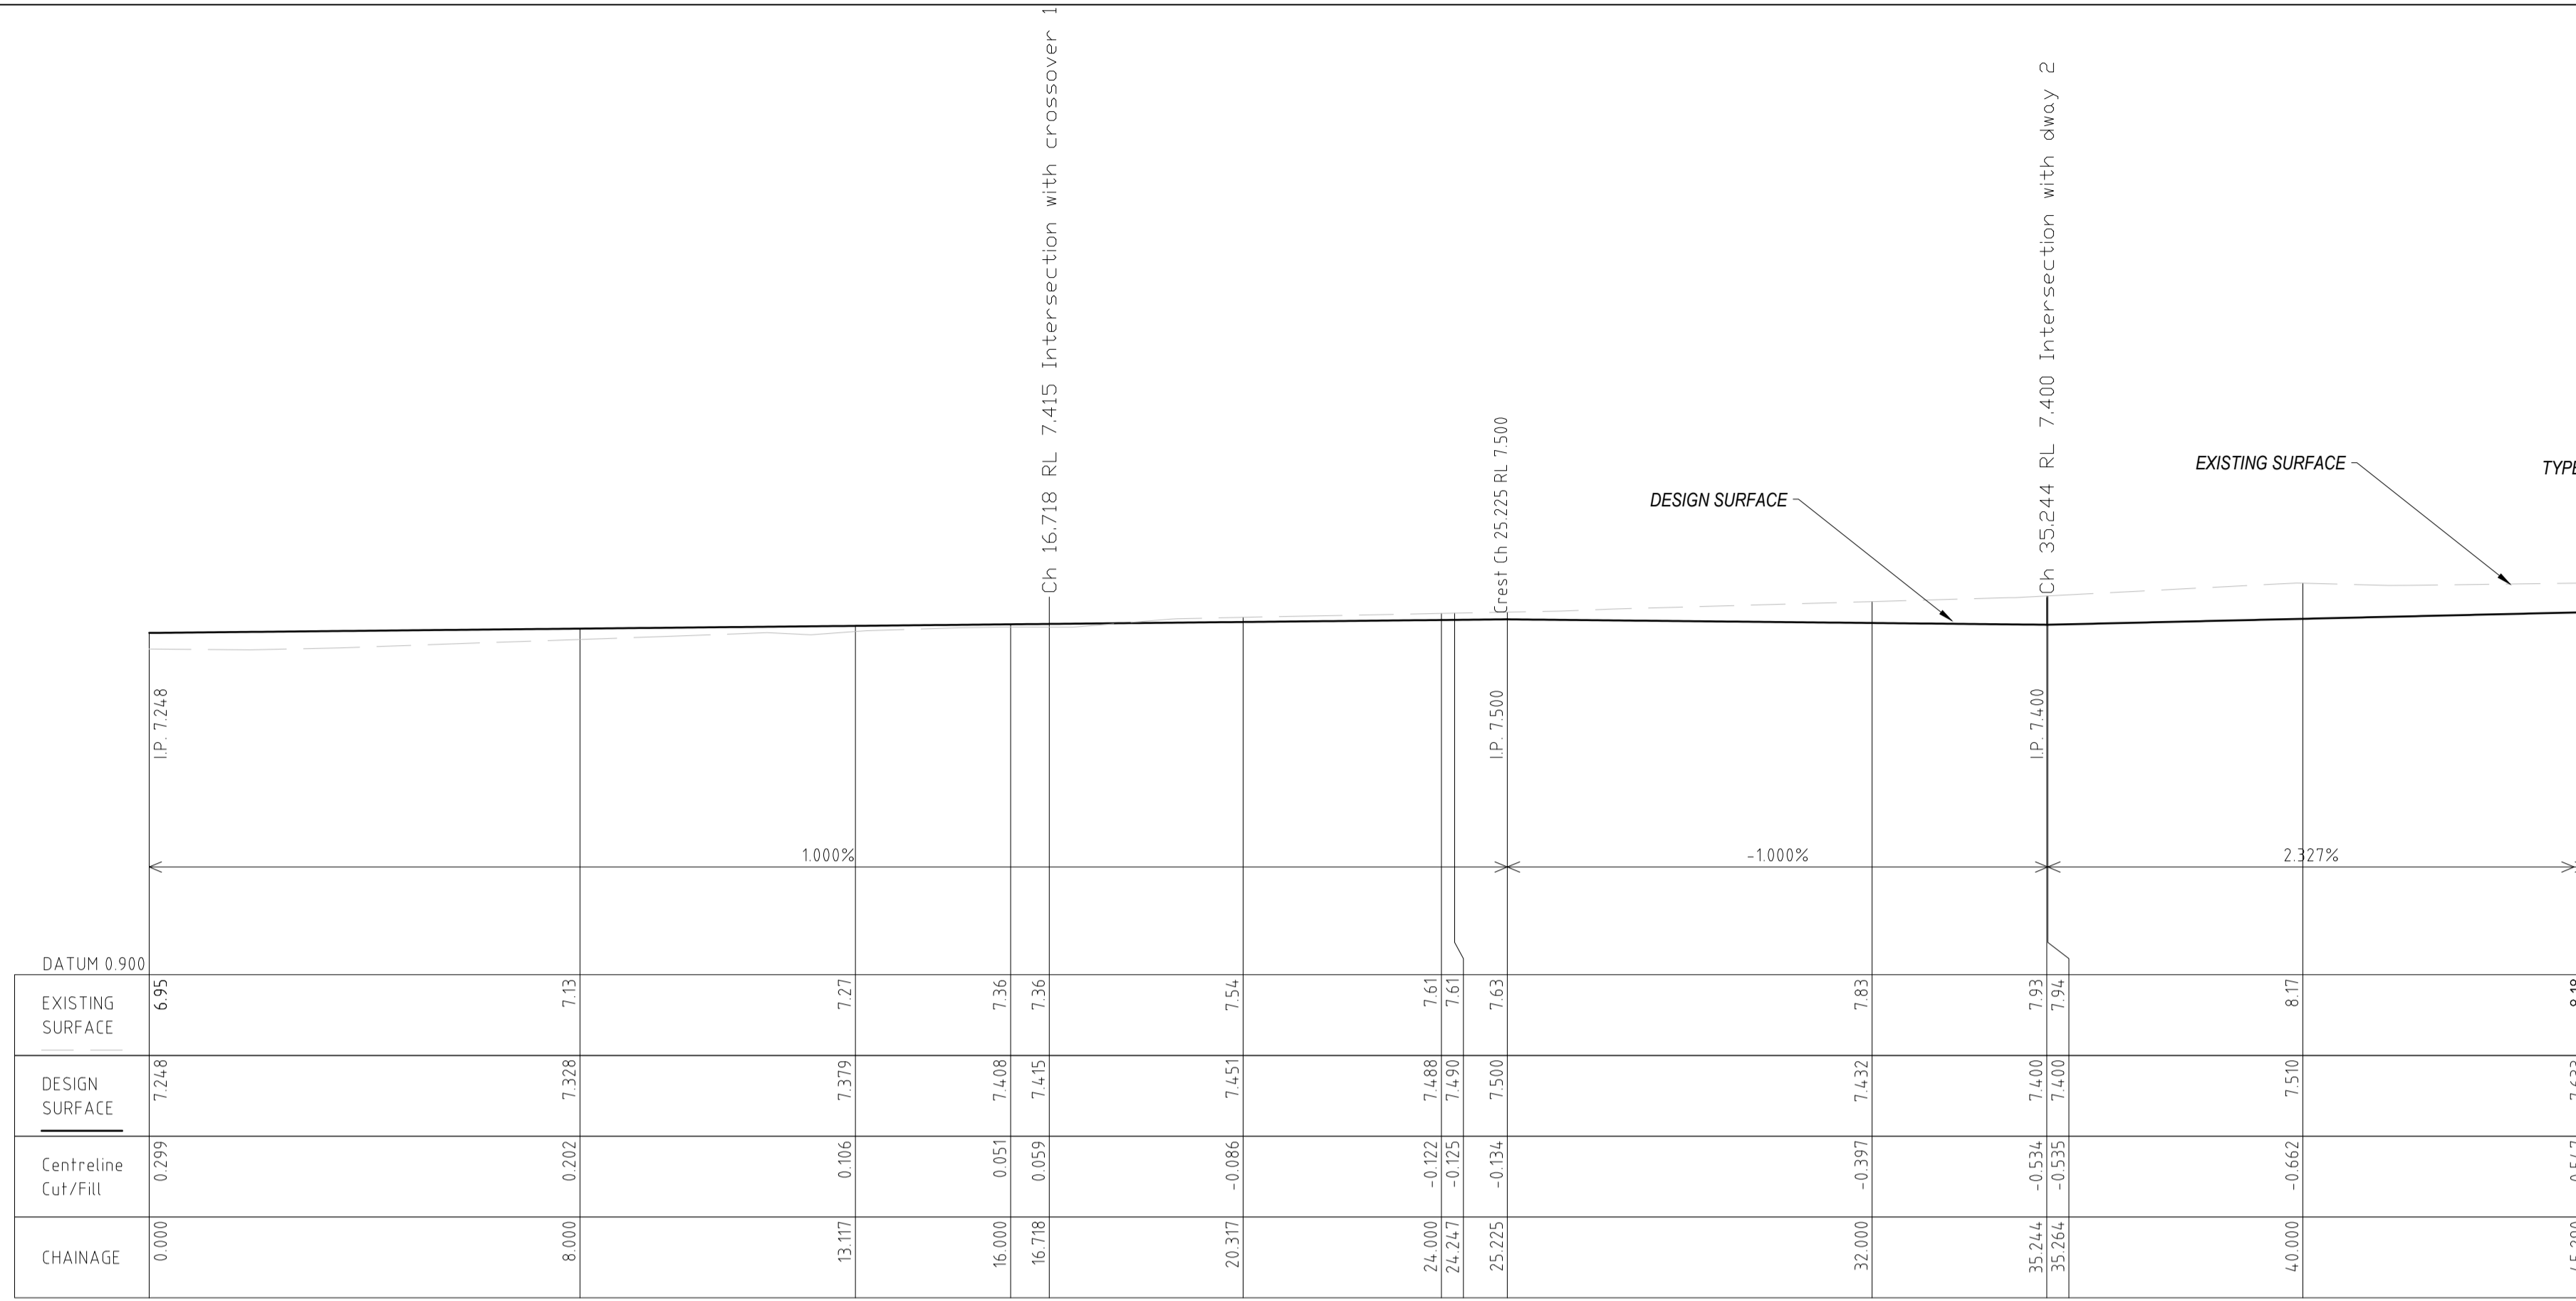 Ch 16.718 RL 7.415 Intersection with crossover 1
Ch 35.244 RL 7.400 Intersection with dway 2
Crest Ch 25.225 RL 7.500
DESIGN SURFACE
EXISTING SURFACE
I.P. 7.248
I.P. 7.500
I.P. 7.400
1.000%
-1.000%
2.327%
DATUM 0.900
EXISTING
SURFACE
6.95 7.13 7.27 7.36 7.36 7.54 7.61 7.61 7.63 7.83 7.93 7.94 8.17
DESIGN
SURFACE
7.248 7.328 7.379 7.408 7.415 7.451 7.488 7.490 7.500 7.432 7.400 7.400 7.510
Centreline
Cut/Fill
0.299 0.202 0.106 0.051 0.059 -0.086 -0.122 -0.125 -0.134 -0.397 -0.534 -0.535 -0.662
CHAINAGE
0.000 8.000 13.117 16.000 16.718 20.317 24.000 24.247 25.225 32.000 35.244 35.264 40.000